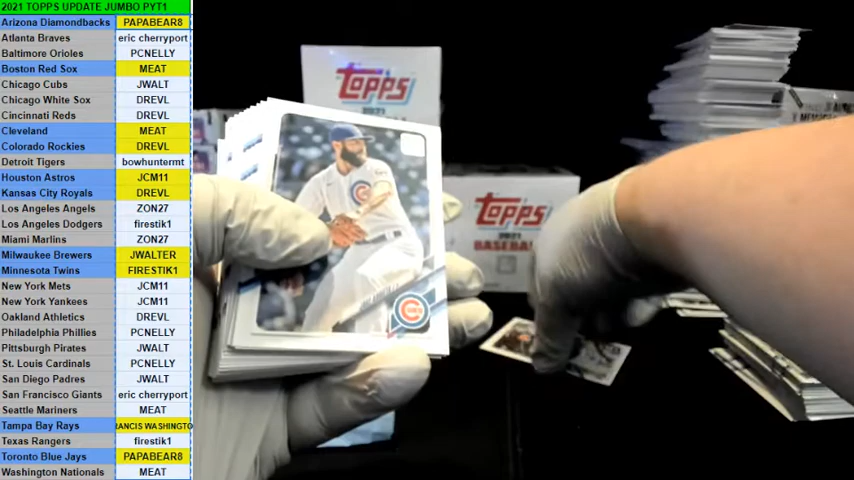 2021 TOPPS UPDATE JUMBO PYT1
Arizona Diamondbacks PAPABEAR8
Atlanta Braves eric cherryport
Baltimore Orioles PCNELLY
Boston Red Sox MEAT
Chicago Cubs JWALT
Chicago White Sox DREVL
Cincinnati Reds DREVL
Cleveland MEAT
Colorado Rockies DREVL
Detroit Tigers bowhuntermt
Houston Astros JCM11
Kansas City Royals DREVL
Los Angeles Angels ZON27
Los Angeles Dodgers firestik1
Miami Marlins ZON27
Milwaukee Brewers JWALTER
Minnesota Twins FIRESTIK1
New York Mets JCM11
New York Yankees JCM11
Oakland Athletics DREVL
Philadelphia Phillies PCNELLY
Pittsburgh Pirates JWALT
St. Louis Cardinals PCNELLY
San Diego Padres JWALT
San Francisco Giants eric cherryport
Seattle Mariners MEAT
Tampa Bay Rays RANCIS WASHINGTO
Texas Rangers firestik1
Toronto Blue Jays PAPABEAR8
Washington Nationals MEAT
Topps
2021
Topps
2021
BASEBALL